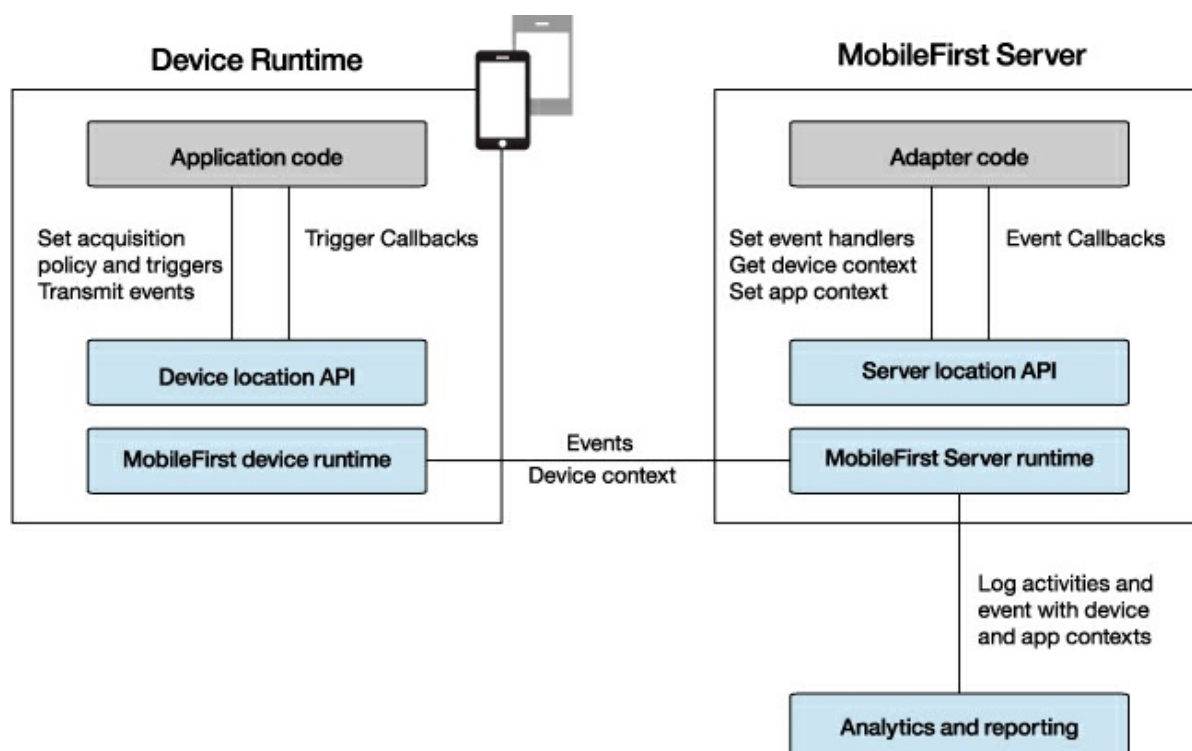 Device Runtime
MobileFirst Server
Application code
Adapter code
Set acquisition
policy and triggers
Transmit events
Trigger Callbacks
Set event handlers
Get device context
Set app context
Event Callbacks
Device location API
Server location API
MobileFirst device runtime
Events
Device context
MobileFirst Server runtime
Log activities and
event with device
and app contexts
Analytics and reporting